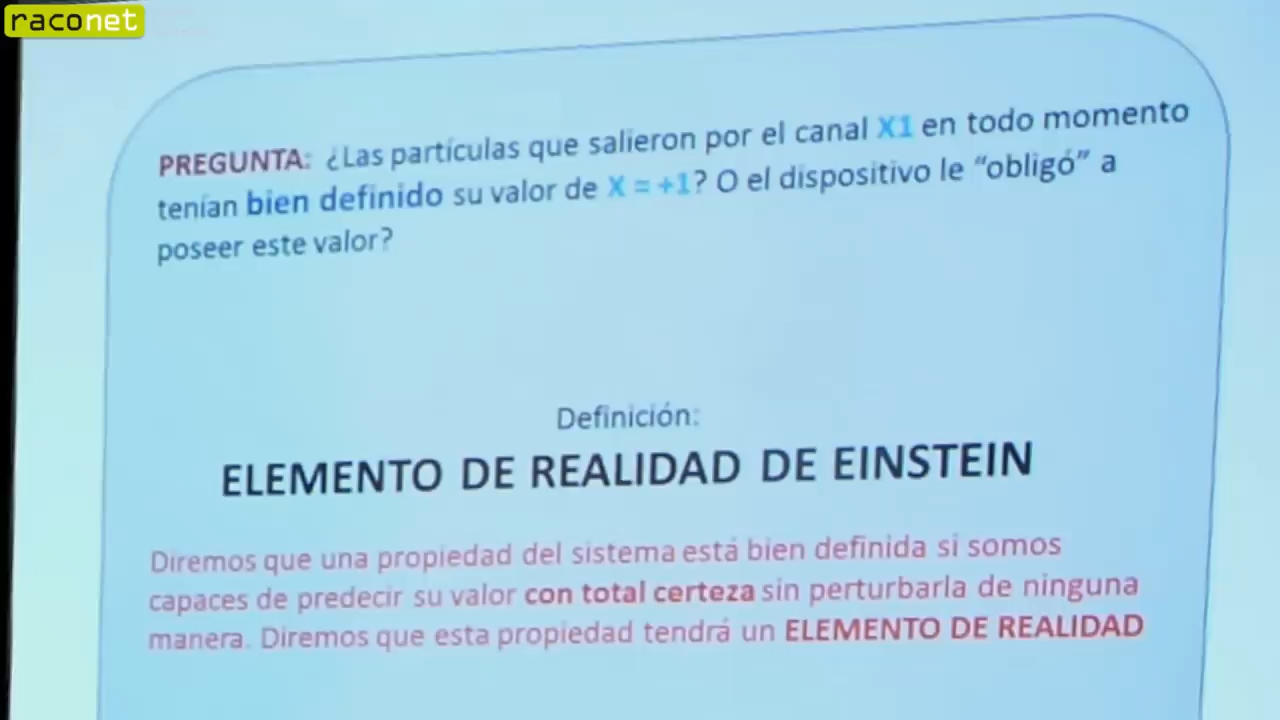 raconet
PREGUNTA: ¿Las partículas que salieron por el canal X1 en todo momento
tenían bien definido su valor de X = +1? O el dispositivo le “obligó” a
poseer este valor?
Definición:
ELEMENTO DE REALIDAD DE EINSTEIN
Diremos que una propiedad del sistema está bien definida si somos
capaces de predecir su valor con total certeza sin perturbarla de ninguna
manera. Diremos que esta propiedad tendrá un ELEMENTO DE REALIDAD